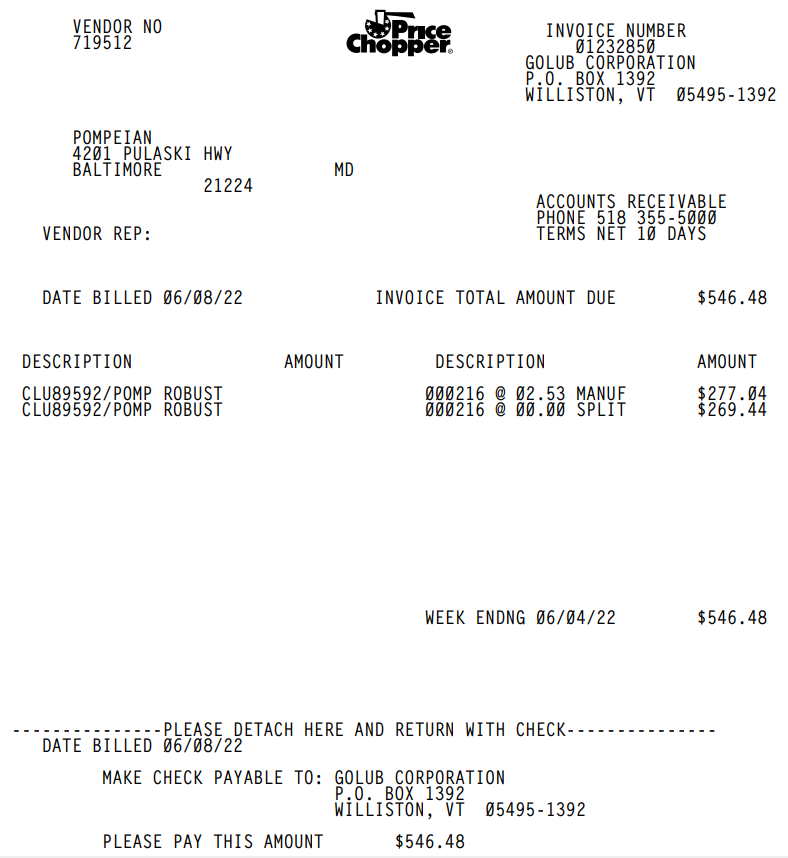 VENDOR NO
719512
Price
Chopper®
INVOICE NUMBER
01232850
GOLUB CORPORATION
P.O. BOX 1392
WILLISTON, VT 05495-1392
POMPEIAN
4201 PULASKI HWY
BALTIMORE MD
21224
ACCOUNTS RECEIVABLE
PHONE 518 355-5000
VENDOR REP: TERMS NET 10 DAYS
DATE BILLED 06/08/22 INVOICE TOTAL AMOUNT DUE $546.48
DESCRIPTION AMOUNT DESCRIPTION AMOUNT
CLU89592/POMP ROBUST 000216 @ 02.53 MANUF $277.04
CLU89592/POMP ROBUST 000216 @ 00.00 SPLIT $269.44
WEEK ENDNG 06/04/22 $546.48
---------------PLEASE DETACH HERE AND RETURN WITH CHECK---------------
DATE BILLED 06/08/22
MAKE CHECK PAYABLE TO: GOLUB CORPORATION
P.O. BOX 1392
WILLISTON, VT 05495-1392
PLEASE PAY THIS AMOUNT $546.48